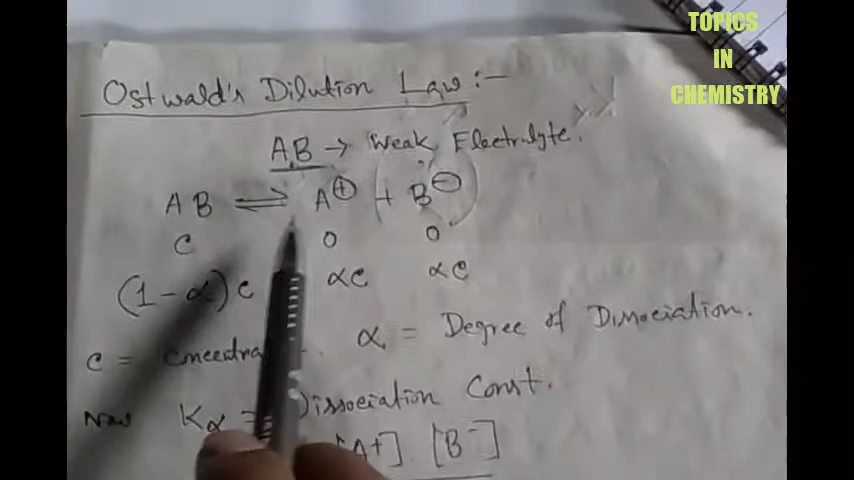 TOPICS
IN
CHEMISTRY
Ostwald's Dilution Law :-
AB → Weak Electrolyte.
AB ⇌ A⊕ + B⊖
C 0 0
(1-α)C αC αC
C = α = Degree of Dissociation.
Now Kα = Dissociation Const.
[A+]. [B-]